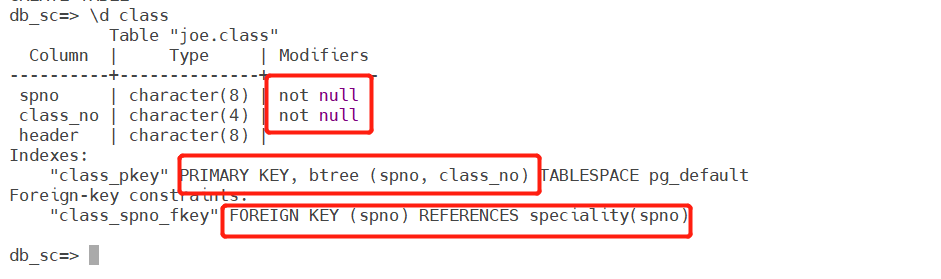 db_sc=> \d class
Table "joe.class"
Column | Type | Modifiers
----------+--------------+-----------
spno | character(8) | not null
class_no | character(4) | not null
header | character(8) |
Indexes:
"class_pkey" PRIMARY KEY, btree (spno, class_no) TABLESPACE pg_default
Foreign-key constraints:
"class_spno_fkey" FOREIGN KEY (spno) REFERENCES speciality(spno)
db_sc=>